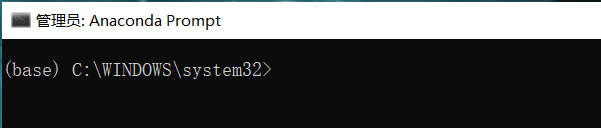 管理员: Anaconda Prompt
(base) C:\WINDOWS\system32>